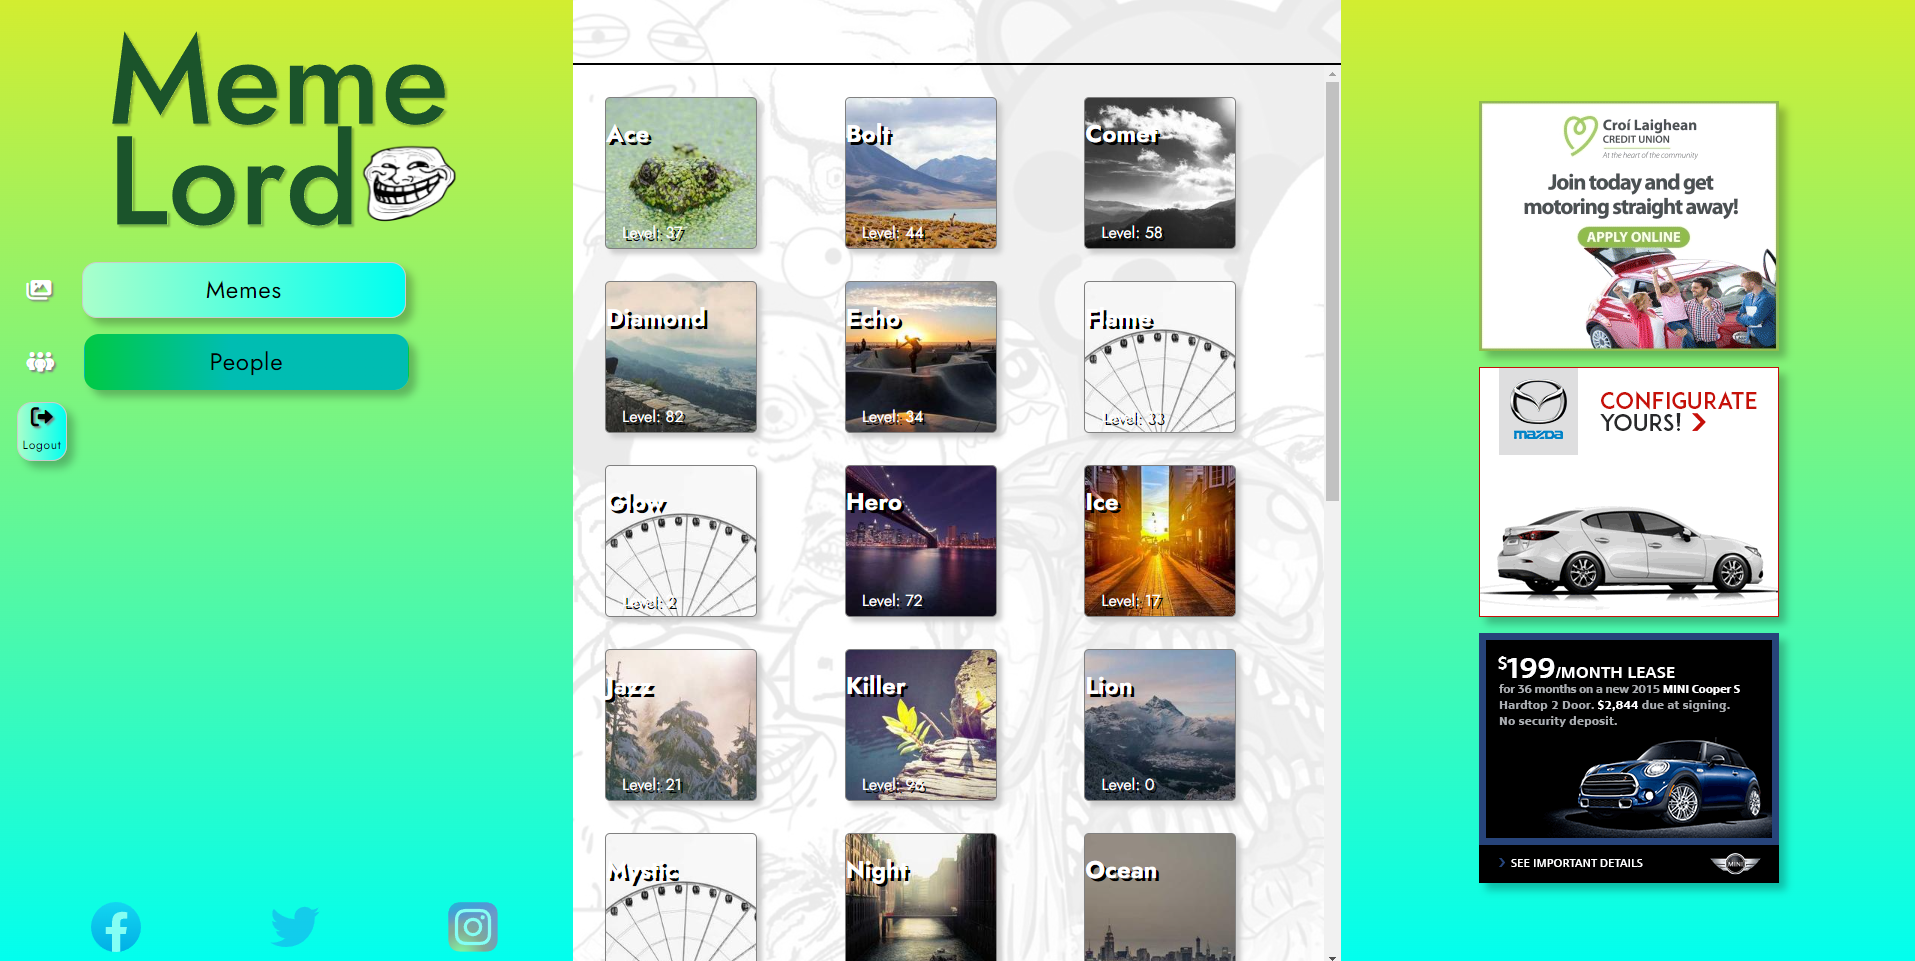 Meme
Lord
Memes
People
Logout
Ace
Level: 37
Bolt
Level: 44
Comet
Level: 58
Diamond
Level: 82
Echo
Level: 34
Flame
Level: 33
Glow
Level: 2
Hero
Level: 72
Ice
Level: 17
Jazz
Level: 21
Killer
Level: 98
Lion
Level: 0
Mystic
Night
Ocean
Croí Laighean
CREDIT UNION
At the heart of the community
Join today and get
motoring straight away!
APPLY ONLINE
mazda
CONFIGURATE
YOURS!
$199/MONTH LEASE
for 36 months on a new 2015 MINI Cooper S
Hardtop 2 Door. $2,844 due at signing.
No security deposit.
SEE IMPORTANT DETAILS
MINI